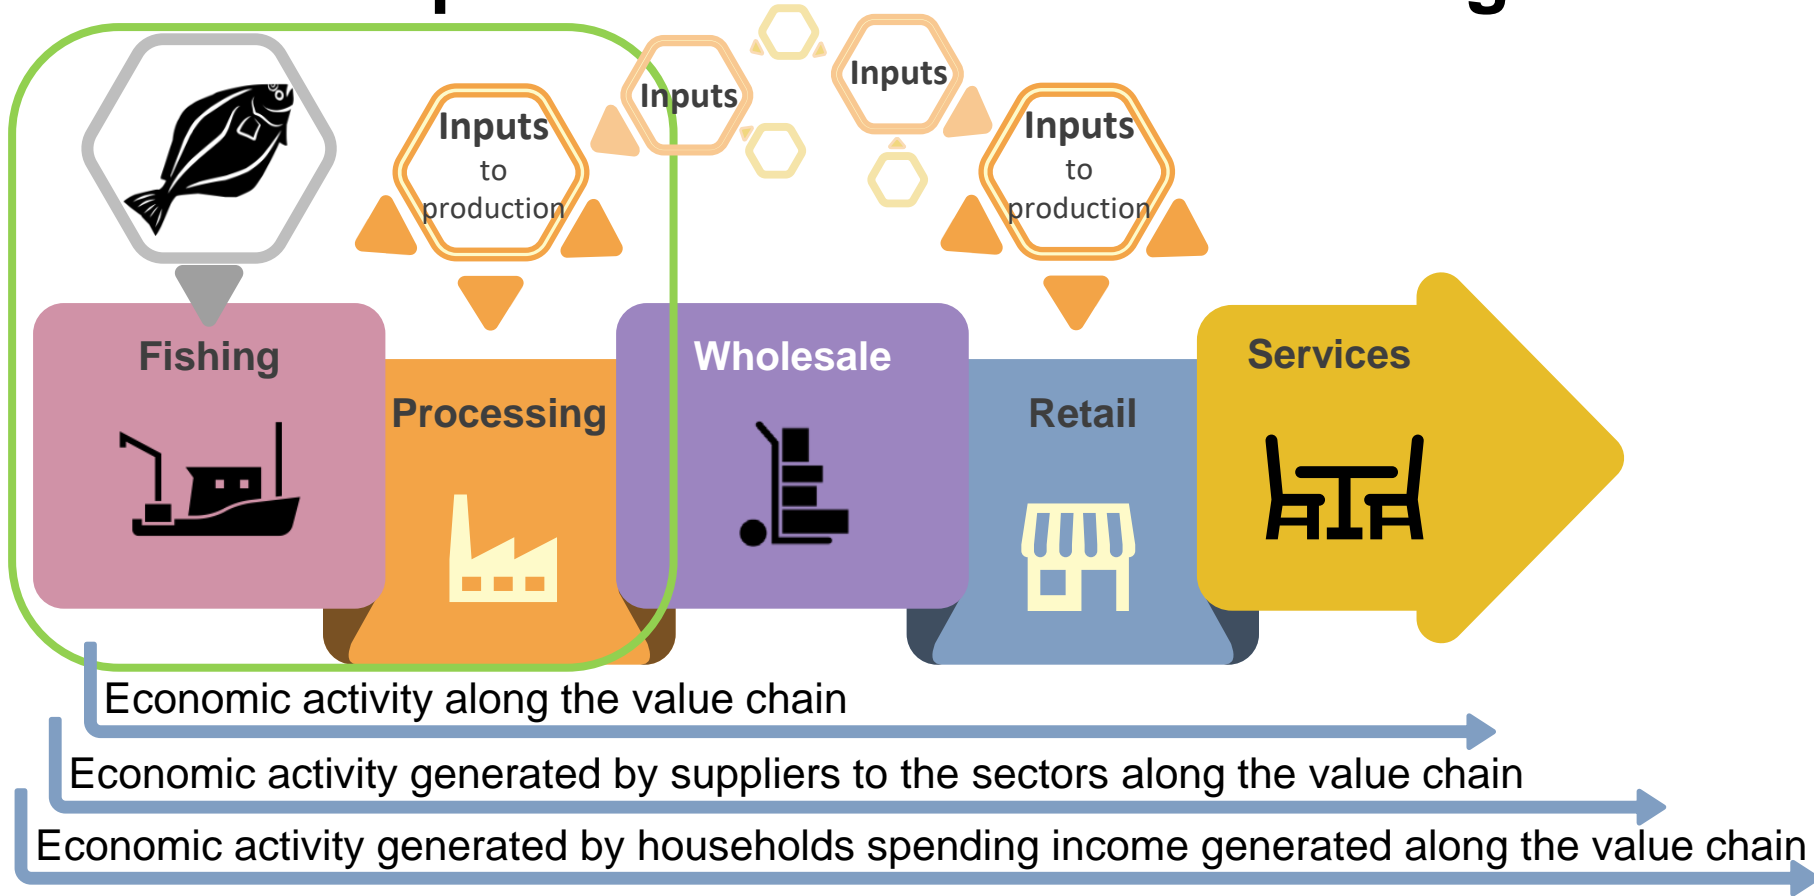 Inputs
Inputs
Inputs
to
production
Inputs
to
production
Fishing
Processing
Wholesale
Retail
Services
Economic activity along the value chain
Economic activity generated by suppliers to the sectors along the value chain
Economic activity generated by households spending income generated along the value chain